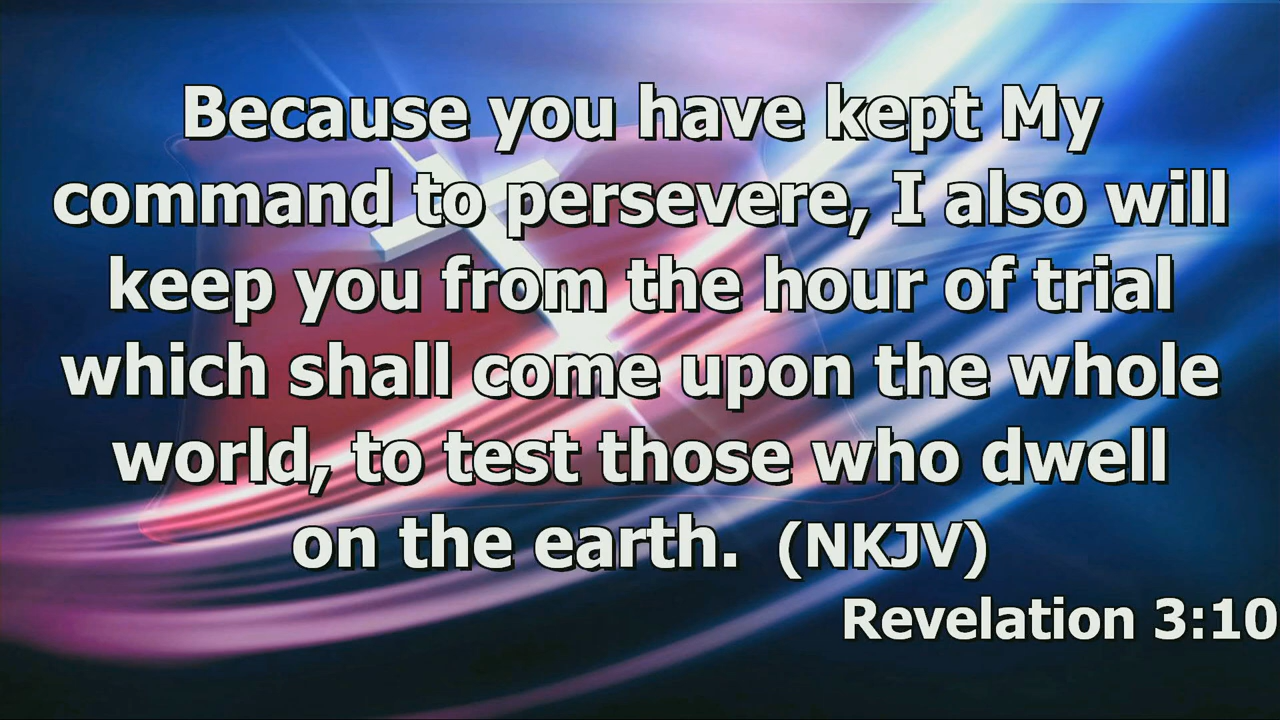 Because you have kept My
command to persevere, I also will
keep you from the hour of trial
which shall come upon the whole
world, to test those who dwell
on the earth. (NKJV)
Revelation 3:10